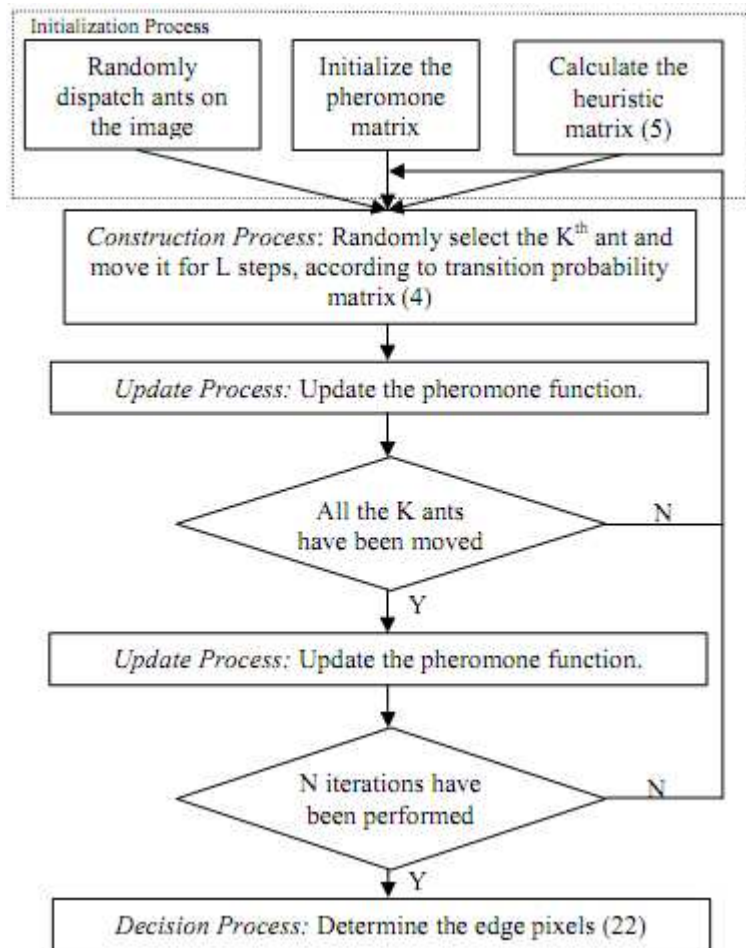 Initialization Process
Randomly
dispatch ants on
the image
Initialize the
pheromone
matrix
Calculate the
heuristic
matrix (5)
Construction Process: Randomly select the Kth ant and
move it for L steps, according to transition probability
matrix (4)
Update Process: Update the pheromone function.
All the K ants
have been moved
N
Y
Update Process: Update the pheromone function.
N iterations have
been performed
N
Y
Decision Process: Determine the edge pixels (22)